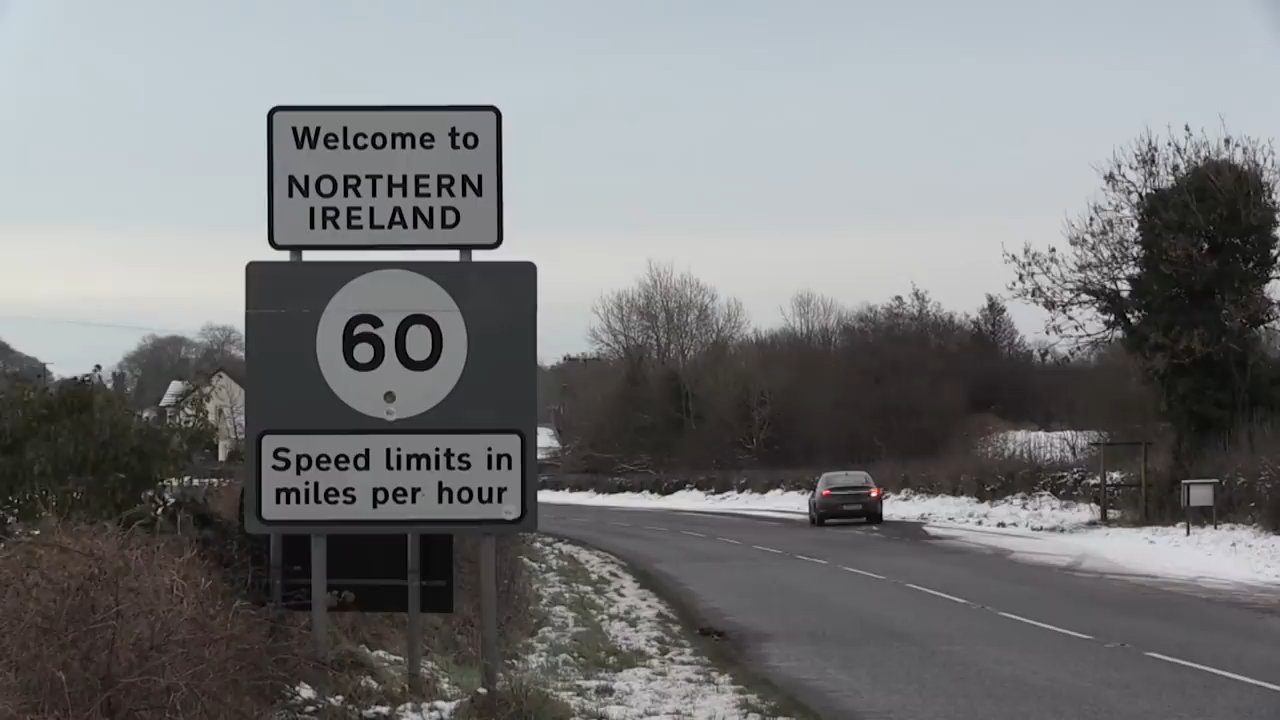 Welcome to
NORTHERN
IRELAND
60
Speed limits in
miles per hour